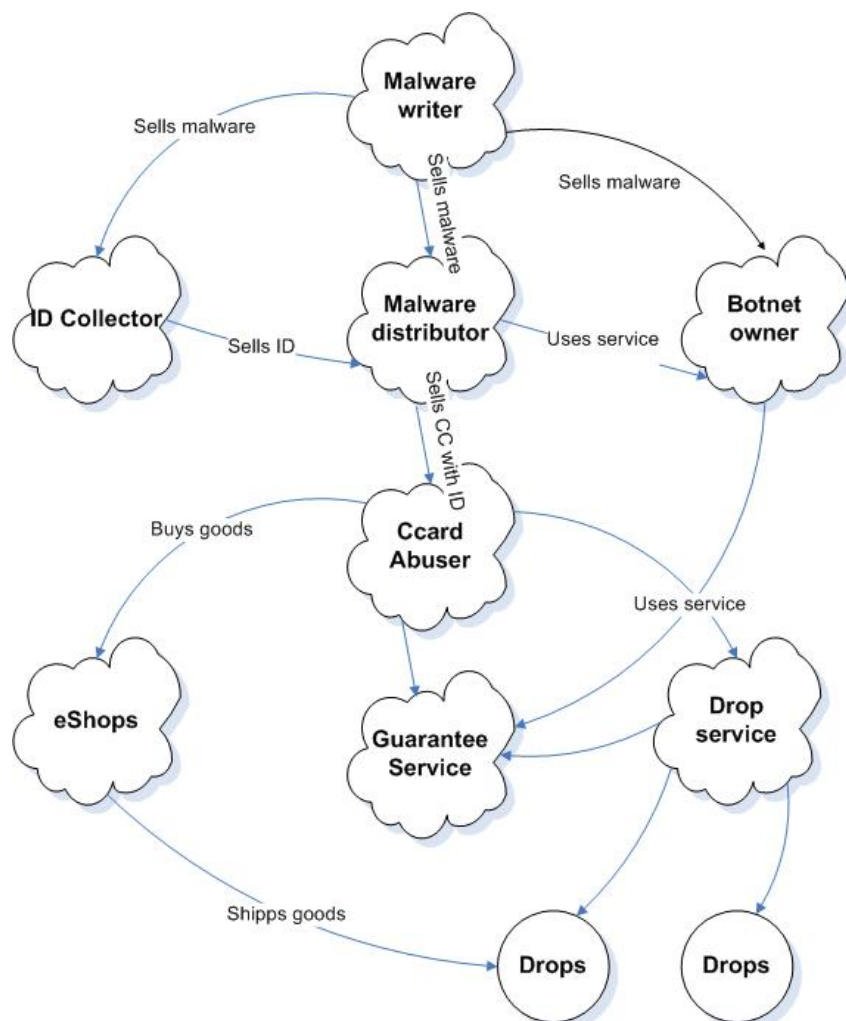 Malware
writer
Sells malware
Sells malware
Sells malware
ID Collector
Malware
distributor
Botnet
owner
Sells ID
Uses service
Sells CC with ID
Buys goods
Ccard
Abuser
Uses service
eShops
Guarantee
Service
Drop
service
Shipps goods
Drops
Drops